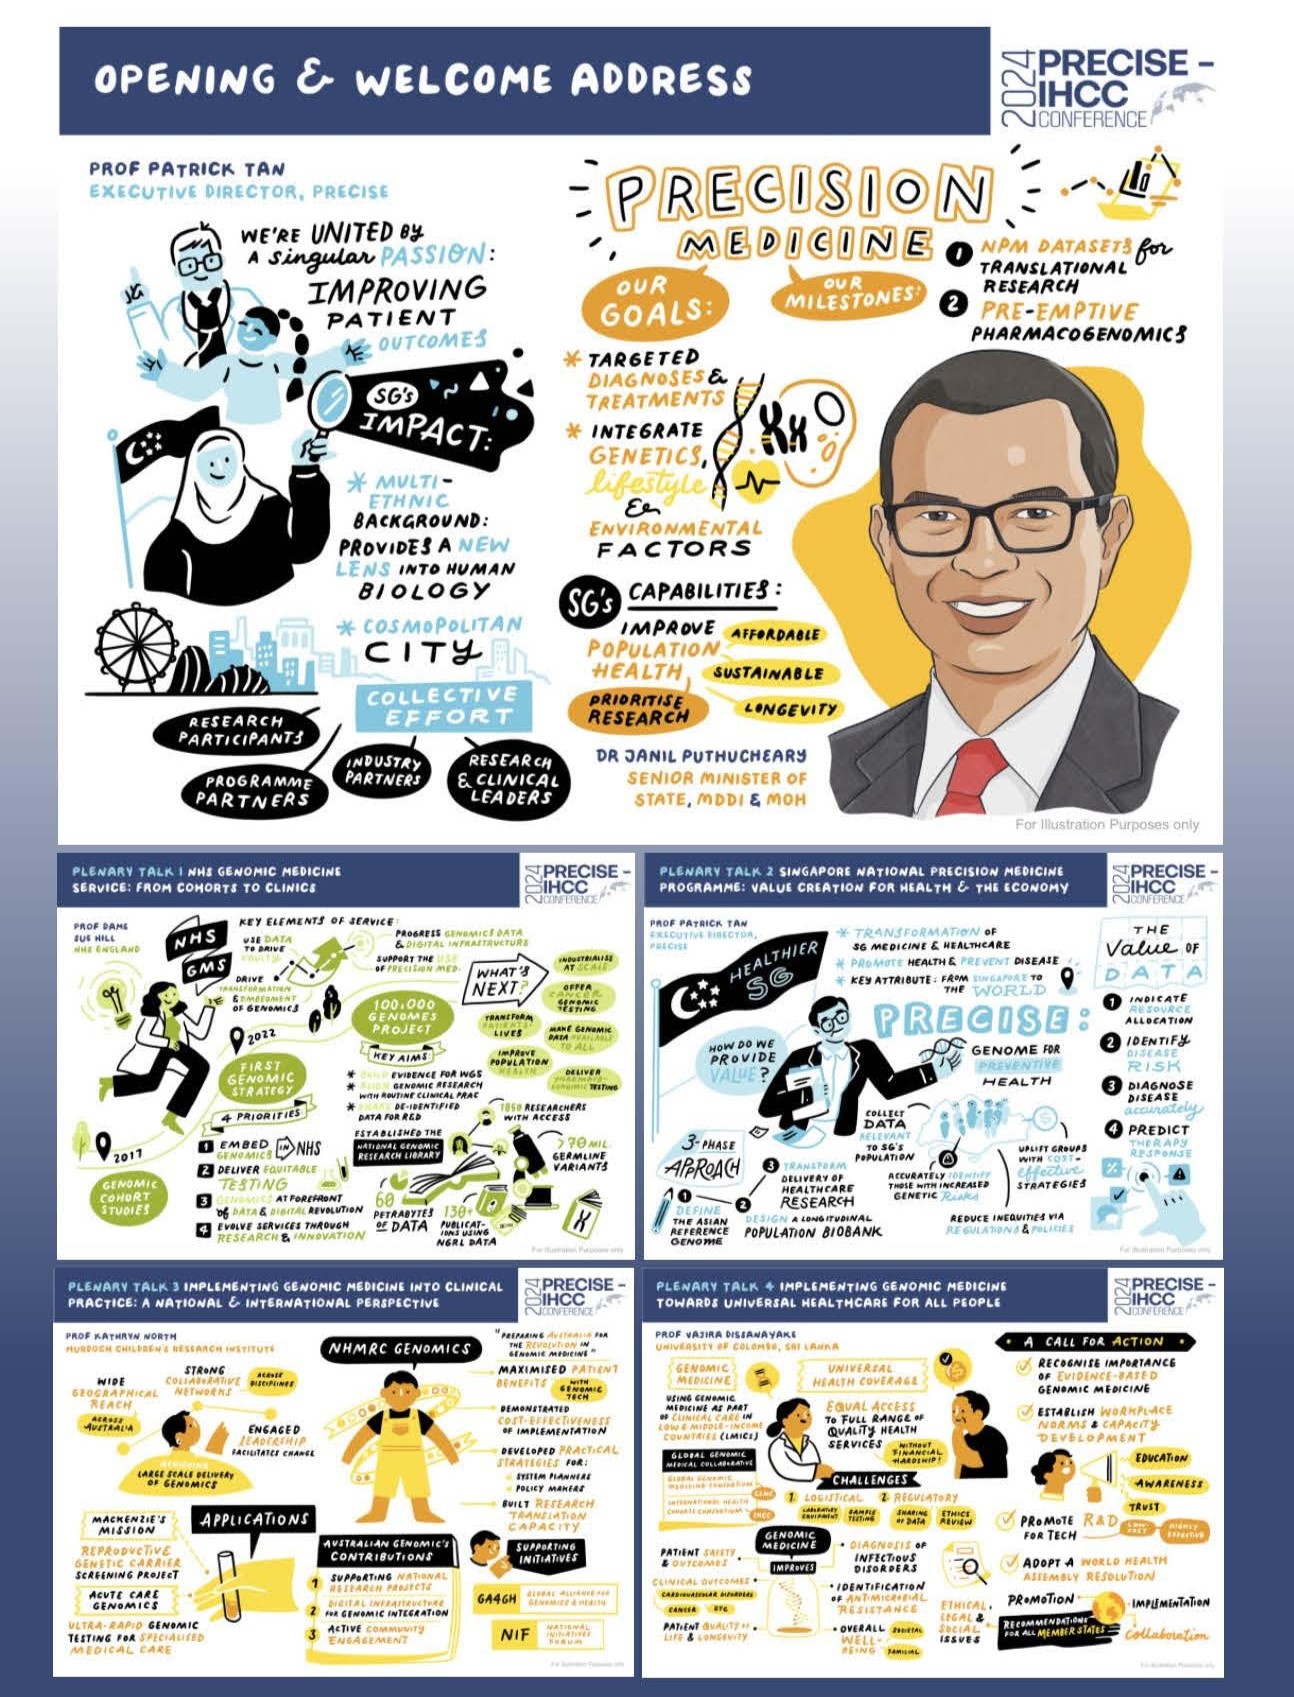 OPENING & WELCOME ADDRESS
2024
PRECISE -
IHCC
CONFERENCE
PROF PATRICK TAN
EXECUTIVE DIRECTOR, PRECISE
WE'RE UNITED BY
A Singular PASSION:
IMPROVING
PATIENT
OUTCOMES
SG
SG's
IMPACT:
* MULTI-
ETHNIC
BACKGROUND:
PROVIDES A NEW
LENS INTO HUMAN
BIOLOGY
* COSMOPOLITAN
CITY
COLLECTIVE
EFFORT
RESEARCH
PARTICIPANTS
PROGRAMME
PARTNERS
INDUSTRY
PARTNERS
RESEARCH
& CLINICAL
LEADERS
PRECISION
MEDICINE
OUR
GOALS:
* TARGETED
DIAGNOSES &
TREATMENTS
* INTEGRATE
GENETICS,
lifestyle
&
ENVIRONMENTAL
FACTORS
OUR
MILESTONES:
1 NPM DATASETS for
TRANSLATIONAL
RESEARCH
2 PRE-EMPTIVE
PHARMACOGENOMICS
SG's CAPABILITIES:
IMPROVE
POPULATION
HEALTH
AFFORDABLE
SUSTAINABLE
LONGEVITY
PRIORITISE
RESEARCH
DR JANIL PUTHUCHEARY
SENIOR MINISTER OF
STATE, MDDI & MOH
For Illustration Purposes only
PLENARY TALK 1 NHS GENOMIC MEDICINE
SERVICE: FROM COHORTS TO CLINICS
2024
PRECISE -
IHCC
CONFERENCE
PROF DAME
SUE HILL
NHS ENGLAND
NHS
GMS
KEY ELEMENTS OF SERVICE:
USE DATA
TO DRIVE
EQUITY
DRIVE
TRANSFORMATION
& EMBEDMENT
OF GENOMICS
PROGRESS GENOMICS DATA
& DIGITAL INFRASTRUCTURE
SUPPORT THE USE
OF PRECISION MED.
2022
2017
FIRST
GENOMIC
STRATEGY
4 PRIORITIES
1 EMBED
GENOMICS IN NHS
2 DELIVER EQUITABLE
TESTING
3 GENOMICS AT FOREFRONT
OF DATA & DIGITAL REVOLUTION
4 EVOLVE SERVICES THROUGH
RESEARCH & INNOVATION
GENOMIC
COHORT
STUDIES
100,000
GENOMES
PROJECT
KEY AIMS:
* BUILD EVIDENCE FOR WGS
* ALIGN GENOMIC RESEARCH
WITH ROUTINE CLINICAL PRAC
* DE-IDENTIFIED
DATA FOR R&D
ESTABLISHED THE
NATIONAL GENOMIC
RESEARCH LIBRARY
60
PETABYTES
OF DATA
130+
PUBLICAT-
IONS USING
NGRL DATA
RESEARCHERS
WITH ACCESS
>70 MIL
GERMLINE
VARIANTS
WHAT'S
NEXT?
INDUSTRIALISE
AT SCALE
OFFER
CANCER
GENOMIC
TESTING
TRANSFORM
PATIENTS'
LIVES
MAKE GENOMIC
DATA AVAILABLE
TO ALL
IMPROVE
POPULATION
HEALTH
DELIVER
PHARMACO-
GENOMIC TESTING
For Illustration Purposes only
PLENARY TALK 2 SINGAPORE NATIONAL PRECISION MEDICINE
PROGRAMME: VALUE CREATION FOR HEALTH & THE ECONOMY
2024
PRECISE -
IHCC
CONFERENCE
PROF PATRICK TAN
EXECUTIVE DIRECTOR,
PRECISE
HEALTHIER
SG
* TRANSFORMATION OF
SG MEDICINE & HEALTHCARE
* PROMOTE HEALTH & PREVENT DISEASE
* KEY ATTRIBUTE: FROM SINGAPORE TO
THE WORLD
PRECISE:
GENOME FOR
PREVENTIVE
HEALTH
HOW DO WE
PROVIDE
VALUE?
3-PHASE
APPROACH
1
DEFINE
THE ASIAN
REFERENCE
GENOME
2
DESIGN A LONGITUDINAL
POPULATION BIOBANK
3 TRANSFORM
DELIVERY OF
HEALTHCARE
RESEARCH
COLLECT
DATA
RELEVANT
TO SG'S
POPULATION
ACCURATELY IDENTIFY
THOSE WITH INCREASED
GENETIC Risks
UPLIFT GROUPS
WITH COST-
effective
STRATEGIES
REDUCE INEQUITIES VIA
REGULATIONS & POLICIES
THE
Value OF
DATA
1 INDICATE
RESOURCE
ALLOCATION
2 IDENTIFY
DISEASE
RISK
3 DIAGNOSE
DISEASE
accurately
4 PREDICT
THERAPY
RESPONSE
For Illustration Purposes only
PLENARY TALK 3 IMPLEMENTING GENOMIC MEDICINE INTO CLINICAL
PRACTICE: A NATIONAL & INTERNATIONAL PERSPECTIVE
2024
PRECISE -
IHCC
CONFERENCE
PROF KATHRYN NORTH
MURDOCH CHILDREN'S RESEARCH INSTITUTE
WIDE
GEOGRAPHICAL
REACH
ACROSS
AUSTRALIA
STRONG
COLLABORATIVE
NETWORKS
ACROSS
DISCIPLINES
ENGAGED
LEADERSHIP
FACILITATES CHANGE
ACHIEVING
LARGE SCALE DELIVERY
OF GENOMICS
MACKENZIE'S
MISSION
REPRODUCTIVE
GENETIC CARRIER
SCREENING PROJECT
ACUTE CARE
GENOMICS
ULTRA-RAPID GENOMIC
TESTING FOR SPECIALISED
MEDICAL CARE
APPLICATIONS
NHMRC GENOMICS
AUSTRALIAN GENOMIC'S
CONTRIBUTIONS
1 SUPPORTING NATIONAL
RESEARCH PROJECTS
2 DIGITAL INFRASTRUCTURE
FOR GENOMIC INTEGRATION
3 ACTIVE COMMUNITY
ENGAGEMENT
"PREPARING AUSTRALIA FOR
THE REVOLUTION IN
GENOMIC MEDICINE"
MAXIMISED PATIENT
BENEFITS
WITH
GENOMIC
TECH
DEMONSTRATED
COST-EFFECTIVENESS
OF IMPLEMENTATION
DEVELOPED PRACTICAL
STRATEGIES FOR:
SYSTEM PLANNERS
POLICY MAKERS
BUILT RESEARCH
TRANSLATION
CAPACITY
SUPPORTING
INITIATIVES
GA4GH
GLOBAL ALLIANCE FOR
GENOMICS & HEALTH
NIF
NATIONAL
INITIATIVES
FORUM
For Illustration Purposes only
PLENARY TALK 4 IMPLEMENTING GENOMIC MEDICINE
TOWARDS UNIVERSAL HEALTHCARE FOR ALL PEOPLE
2024
PRECISE -
IHCC
CONFERENCE
PROF VAJIRA DISSANAYAKE
UNIVERSITY OF COLOMBO, SRI LANKA
GENOMIC
MEDICINE
USING GENOMIC
MEDICINE AS PART
OF CLINICAL CARE IN
LOW & MIDDLE-INCOME
COUNTRIES (LMICs)
GLOBAL GENOMIC
MEDICAL COLLABORATIVE
GLOBAL GENOMIC
MEDICINE CONSORTIUM
INTERNATIONAL HEALTH
COHORTS CONSORTIUM
IHCC
UNIVERSAL
HEALTH COVERAGE
EQUAL ACCESS
TO FULL RANGE OF
QUALITY HEALTH
SERVICES
WITHOUT
FINANCIAL
HARDSHIP!
CHALLENGES
1. LOGISTICAL
LABORATORY
EQUIPMENT
SAMPLE
TESTING
2. REGULATORY
SHARING
OF DATA
ETHICS
REVIEW
GENOMIC
MEDICINE
IMPROVES
PATIENT SAFETY
& OUTCOMES
CLINICAL OUTCOMES
CARDIOVASCULAR DISORDERS
CANCER
ETC
PATIENT QUALITY OF
LIFE & LONGEVITY
DIAGNOSIS OF
INFECTIOUS
DISORDERS
IDENTIFICATION
OF ANTIMICROBIAL
RESISTANCE
OVERALL
WELL-
BEING
SOCIETAL
FAMILIAL
ETHICAL,
LEGAL &
SOCIAL
ISSUES
A CALL FOR ACTION
RECOGNISE IMPORTANCE
OF EVIDENCE-BASED
GENOMIC MEDICINE
ESTABLISH WORKPLACE
NORMS & CAPACITY
DEVELOPMENT
EDUCATION
AWARENESS
TRUST
PROMOTE R&D
FOR TECH
LOW-
COST
HIGHLY
EFFECTIVE
ADOPT A WORLD HEALTH
ASSEMBLY RESOLUTION
PROMOTION
IMPLEMENTATION
Collaboration
RECOMMENDATIONS
FOR ALL MEMBER STATES
For Illustration Purposes only